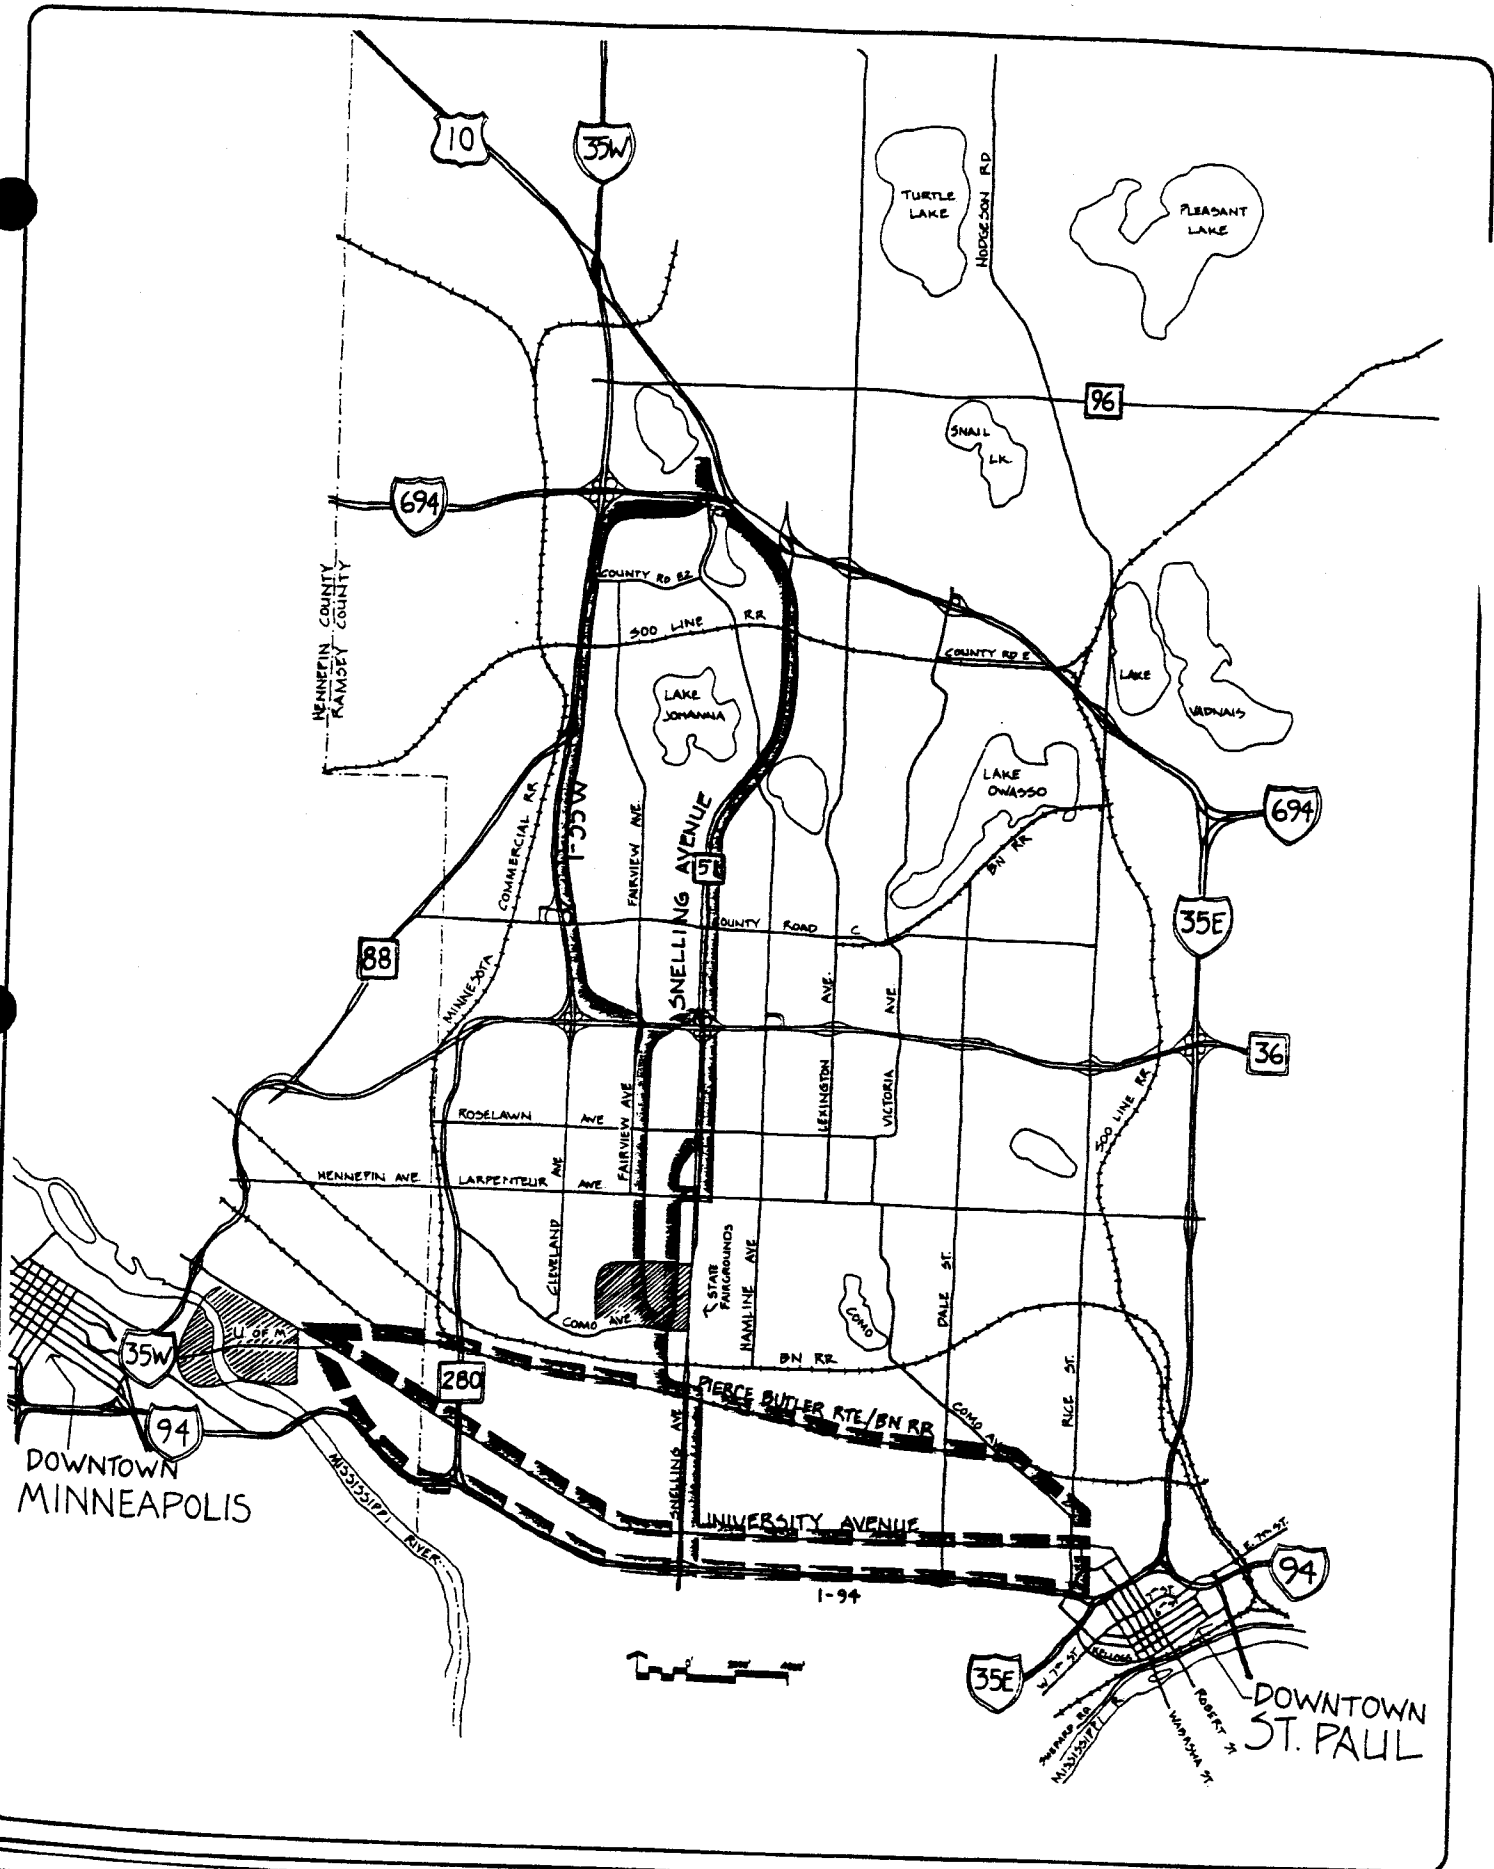 10
35W
TURTLE
LAKE
HODGESON RD
PLEASANT
LAKE
96
SNAIL
LK.
694
HENNEPIN COUNTY
RAMSEY COUNTY
COUNTY RD E2
SOO LINE RR
COUNTY RD E
LAKE
VADNAIS
LAKE
JOHANNA
LAKE
OWASSO
694
I-35W
COMMERCIAL RR
FAIRVIEW AVE.
SNELLING AVENUE
51
BN RR
35E
COUNTY ROAD C
88
MINNESOTA
LEXINGTON AVE.
VICTORIA AVE.
36
SOO LINE RR
ROSELAWN AVE
FAIRVIEW AVE
HENNEPIN AVE.
LARPENTEUR AVE.
CLEVELAND AVE
STATE
FAIRGROUNDS
HAMLINE AVE
DALE ST.
COMO
COMO AVE
U. OF M.
35W
280
BN RR
PIERCE BUTLER RTE/BN RR
COMO AV
RICE ST.
94
DOWNTOWN
MINNEAPOLIS
MISSISSIPPI RIVER
SNELLING AVE
UNIVERSITY AVENUE
I-94
E. 7TH ST.
94
0'
35E
W 7TH ST
KELLOGG
SHEPARD RD
MISSISSIPPI R.
ROBERT ST
WABASHA ST.
DOWNTOWN
ST. PAUL